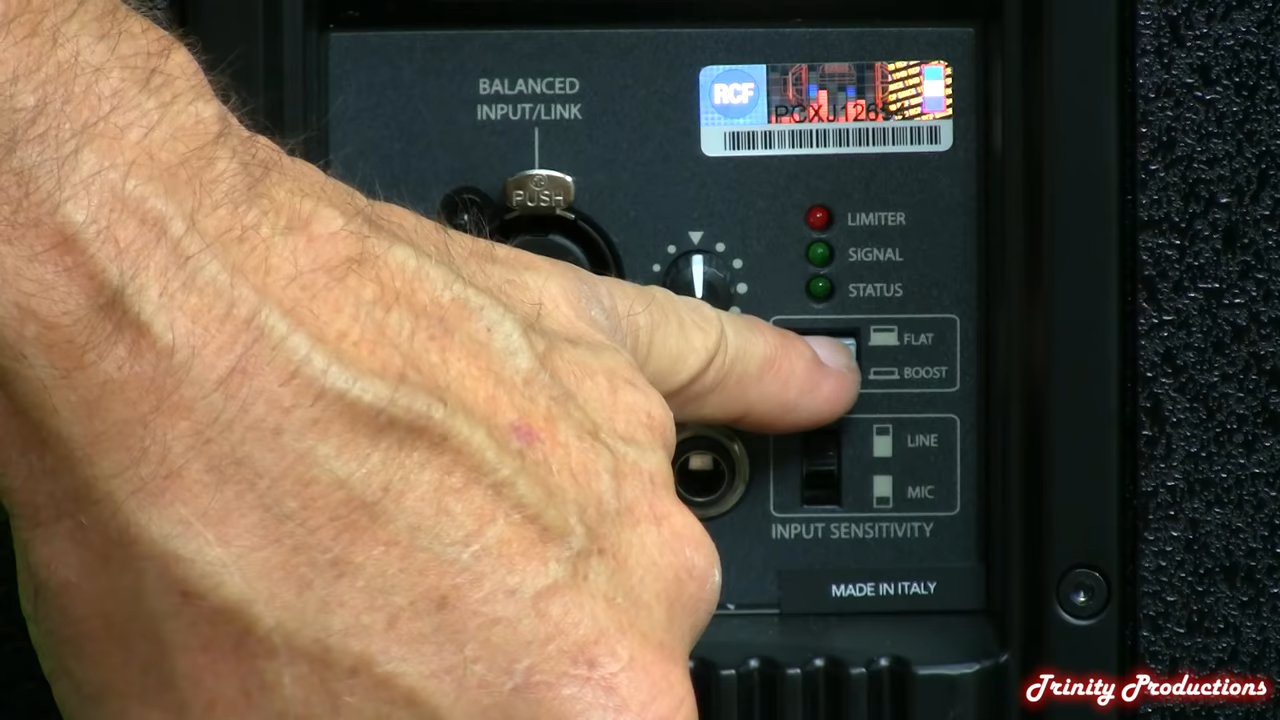 BALANCED
INPUT/LINK
PUSH
RCF
LIMITER
SIGNAL
STATUS
FLAT
BOOST
LINE
MIC
INPUT SENSITIVITY
MADE IN ITALY
Trinity Productions